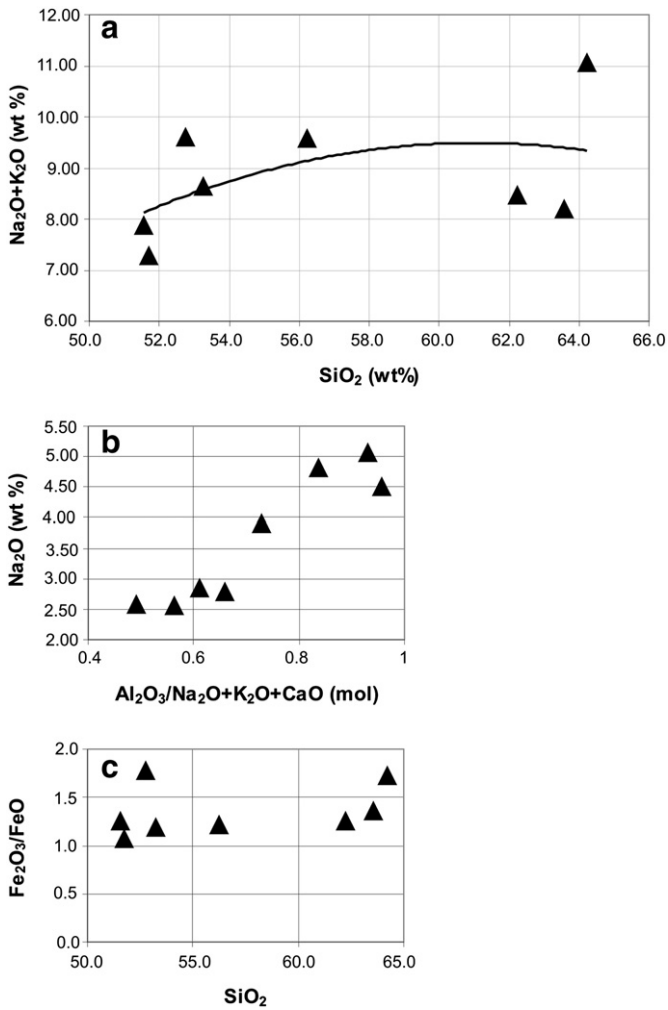 a
12.00
11.00
10.00
9.00
8.00
7.00
6.00
Na₂O+K₂O (wt %)
50.0 52.0 54.0 56.0 58.0 60.0 62.0 64.0 66.0
SiO₂ (wt%)
b
5.50
5.00
4.50
4.00
3.50
3.00
2.50
2.00
Na₂O (wt %)
0.4 0.6 0.8 1
Al₂O₃/Na₂O+K₂O+CaO (mol)
c
2.0
1.5
1.0
0.5
0.0
Fe₂O₃/FeO
50.0 55.0 60.0 65.0
SiO₂